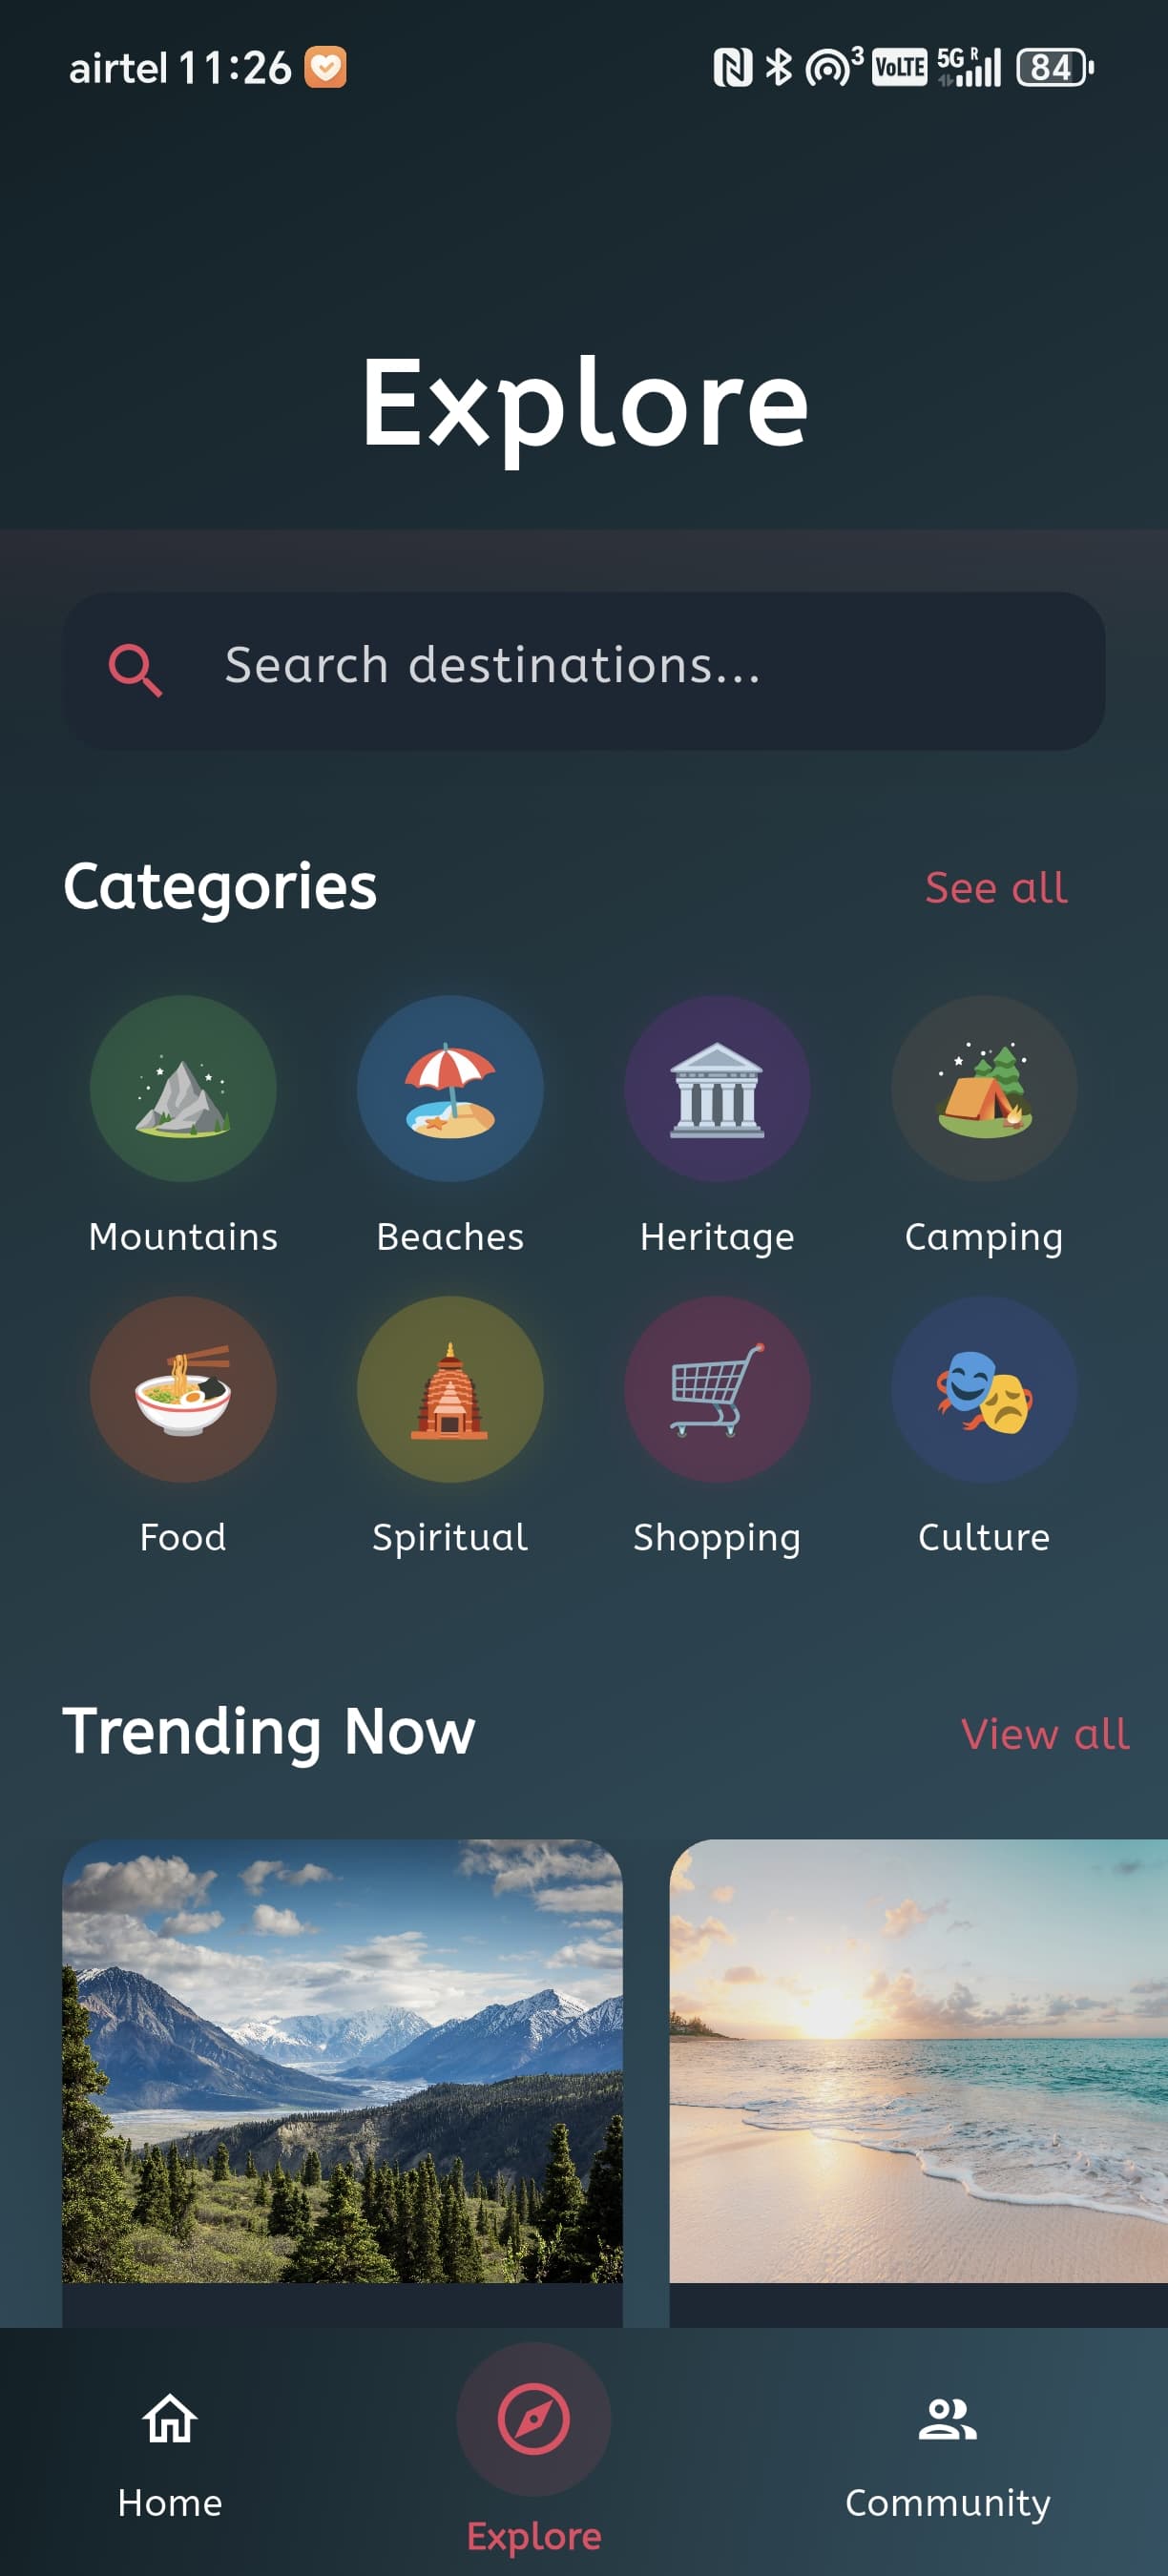 airtel 11:26 3 VoLTE 5G R 84
Explore
Search destinations...
Categories See all
Mountains Beaches Heritage Camping
Food Spiritual Shopping Culture
Trending Now View all
Home Explore Community